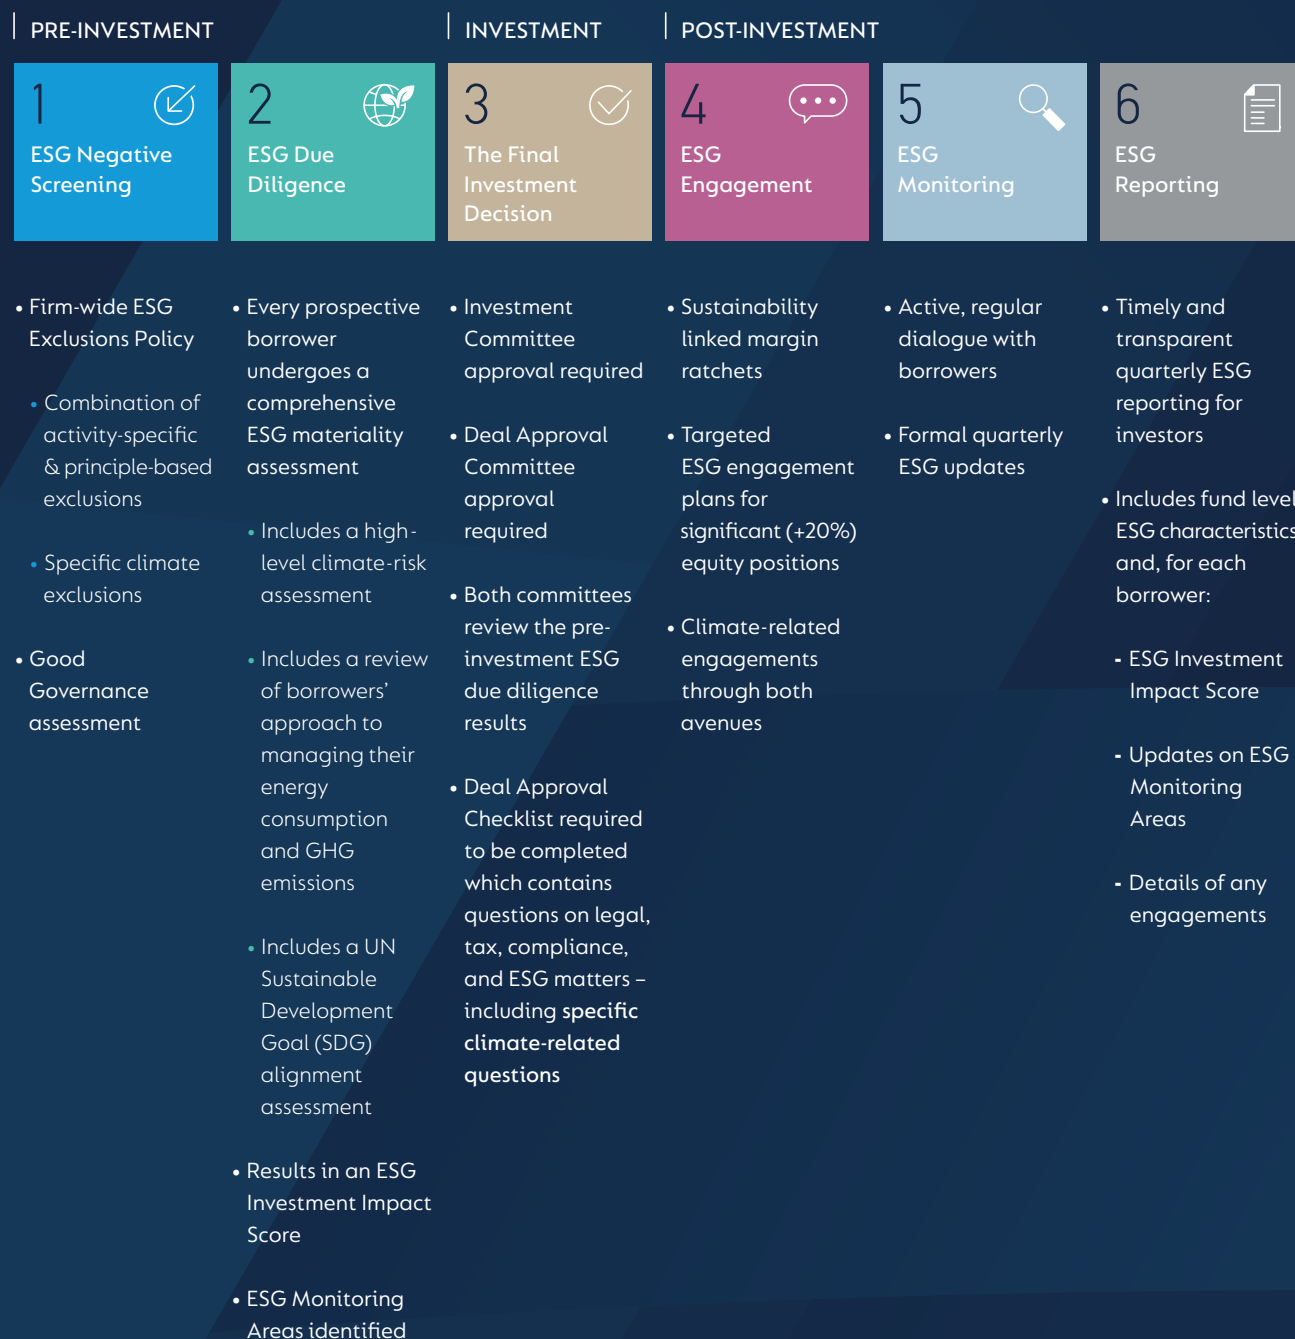 PRE-INVESTMENT
INVESTMENT
POST-INVESTMENT
1
ESG Negative
Screening
• Firm-wide ESG
Exclusions Policy
• Combination of
activity-specific
& principle-based
exclusions
• Specific climate
exclusions
• Good
Governance
assessment
2
ESG Due
Diligence
• Every prospective
borrower
undergoes a
comprehensive
ESG materiality
assessment
• Includes a high-
level climate-risk
assessment
• Includes a review
of borrowers’
approach to
managing their
energy
consumption
and GHG
emissions
• Includes a UN
Sustainable
Development
Goal (SDG)
alignment
assessment
• Results in an ESG
Investment Impact
Score
• ESG Monitoring
Areas identified
3
The Final
Investment
Decision
• Investment
Committee
approval required
• Deal Approval
Committee
approval
required
• Both committees
review the pre-
investment ESG
due diligence
results
• Deal Approval
Checklist required
to be completed
which contains
questions on legal,
tax, compliance,
and ESG matters –
including specific
climate-related
questions
4
ESG
Engagement
• Sustainability
linked margin
ratchets
• Targeted
ESG engagement
plans for
significant (+20%)
equity positions
• Climate-related
engagements
through both
avenues
5
ESG
Monitoring
• Active, regular
dialogue with
borrowers
• Formal quarterly
ESG updates
6
ESG
Reporting
• Timely and
transparent
quarterly ESG
reporting for
investors
• Includes fund level
ESG characteristics
and, for each
borrower:
- ESG Investment
Impact Score
- Updates on ESG
Monitoring
Areas
- Details of any
engagements